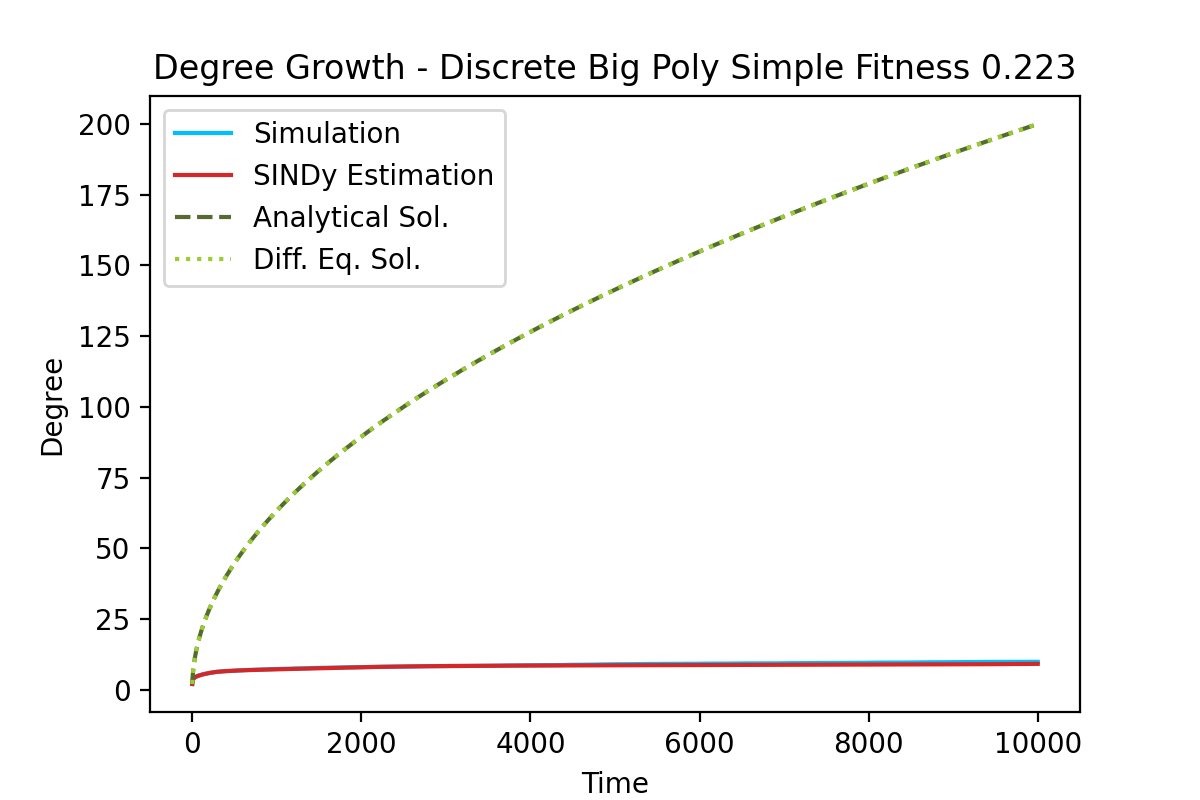 Degree Growth - Discrete Big Poly Simple Fitness 0.223
Simulation
SINDy Estimation
Analytical Sol.
Diff. Eq. Sol.
200
175
150
125
100
75
50
25
0
Degree
0 2000 4000 6000 8000 10000
Time